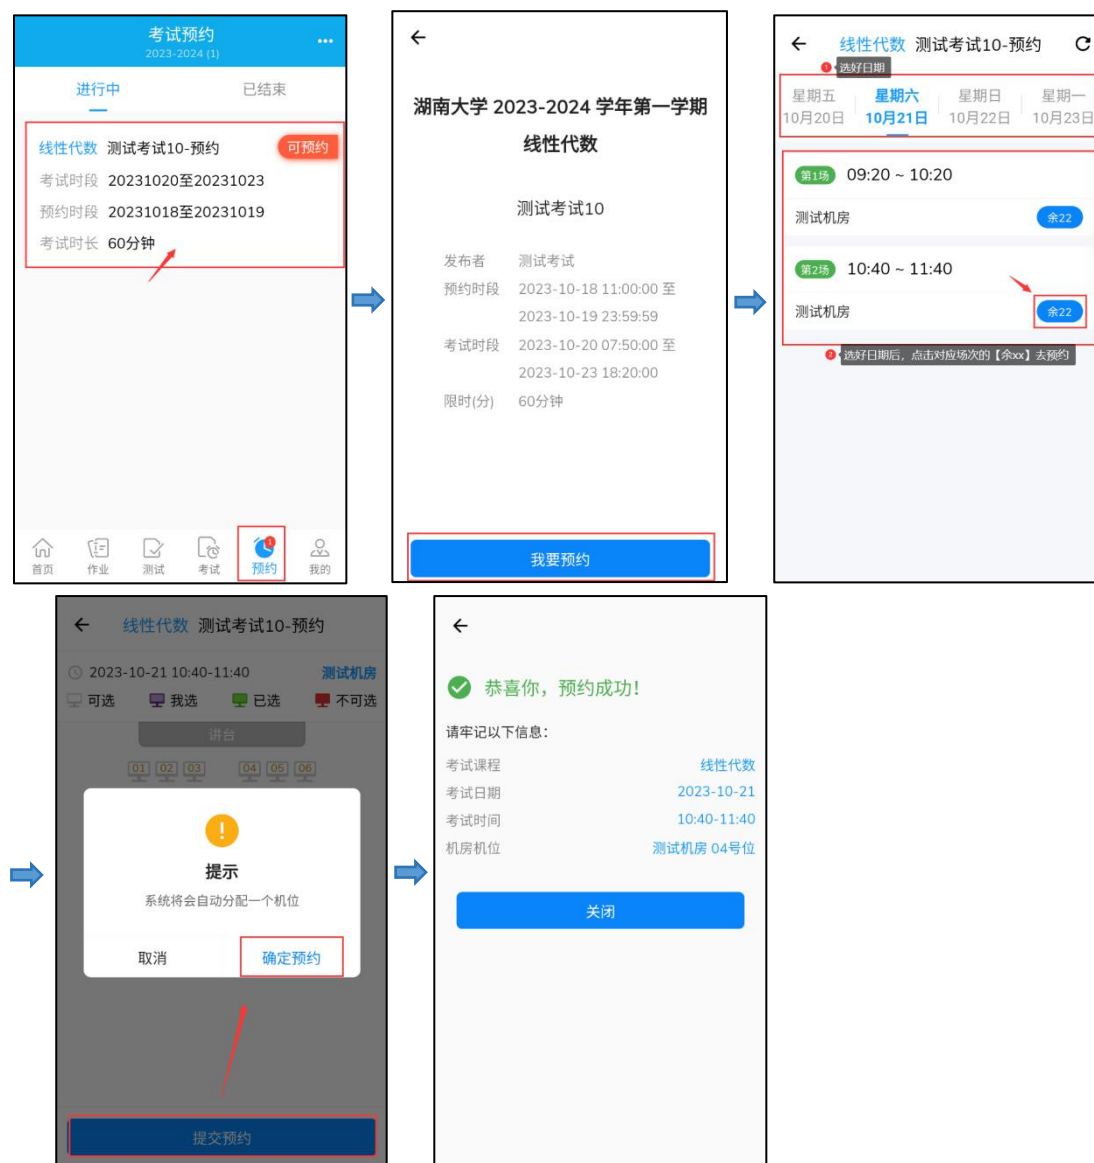 考试预约
2023-2024 (1)
进行中
已结束
线性代数 测试考试10-预约
可预约
考试时段 20231020至20231023
预约时段 20231018至20231019
考试时长 60分钟
首页
作业
测试
考试
1
预约
我的
湖南大学 2023-2024 学年第一学期
线性代数
测试考试10
发布者 测试考试
预约时段 2023-10-18 11:00:00 至
2023-10-19 23:59:59
考试时段 2023-10-20 07:50:00 至
2023-10-23 18:20:00
限时(分) 60分钟
我要预约
线性代数 测试考试10-预约
1 选好日期
星期五 星期六 星期日 星期一
10月20日 10月21日 10月22日 10月23日
第1场 09:20 ~ 10:20
测试机房 余22
第2场 10:40 ~ 11:40
测试机房 余22
2 选好日期后，点击对应场次的【余xx】去预约
线性代数 测试考试10-预约
2023-10-21 10:40-11:40 测试机房
可选 我选 已选 不可选
讲台
01 02 03 04 05 06
提示
系统将会自动分配一个机位
取消 确定预约
提交预约
恭喜你，预约成功！
请牢记以下信息：
考试课程 线性代数
考试日期 2023-10-21
考试时间 10:40-11:40
机房机位 测试机房 04号位
关闭